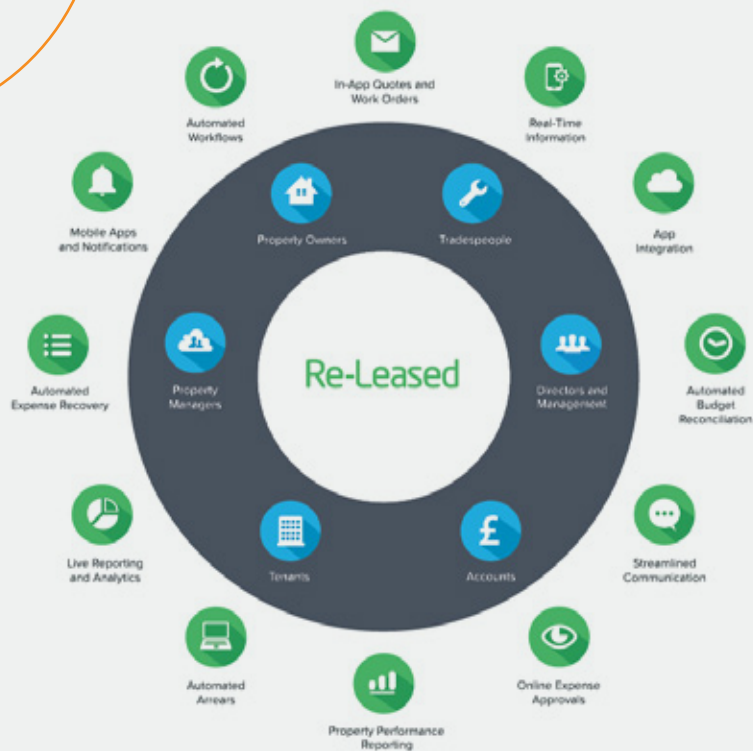 In-App Quotes and
Work Orders
Automated
Workflows
Real-Time
Information
Mobile Apps
and Notifications
App
Integration
Property Owners
Tradespeople
Re-Leased
Automated
Expense Recovery
Property
Managers
Directors and
Management
Automated
Budget
Reconciliation
Live Reporting
and Analytics
Tenants
£
Accounts
Streamlined
Communication
Automated
Arrears
Online Expense
Approvals
Property Performance
Reporting